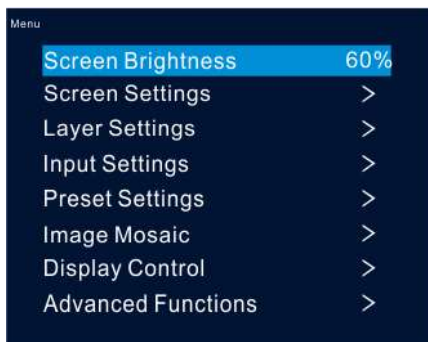 Menu
Screen Brightness 60%
Screen Settings >
Layer Settings >
Input Settings >
Preset Settings >
Image Mosaic >
Display Control >
Advanced Functions >